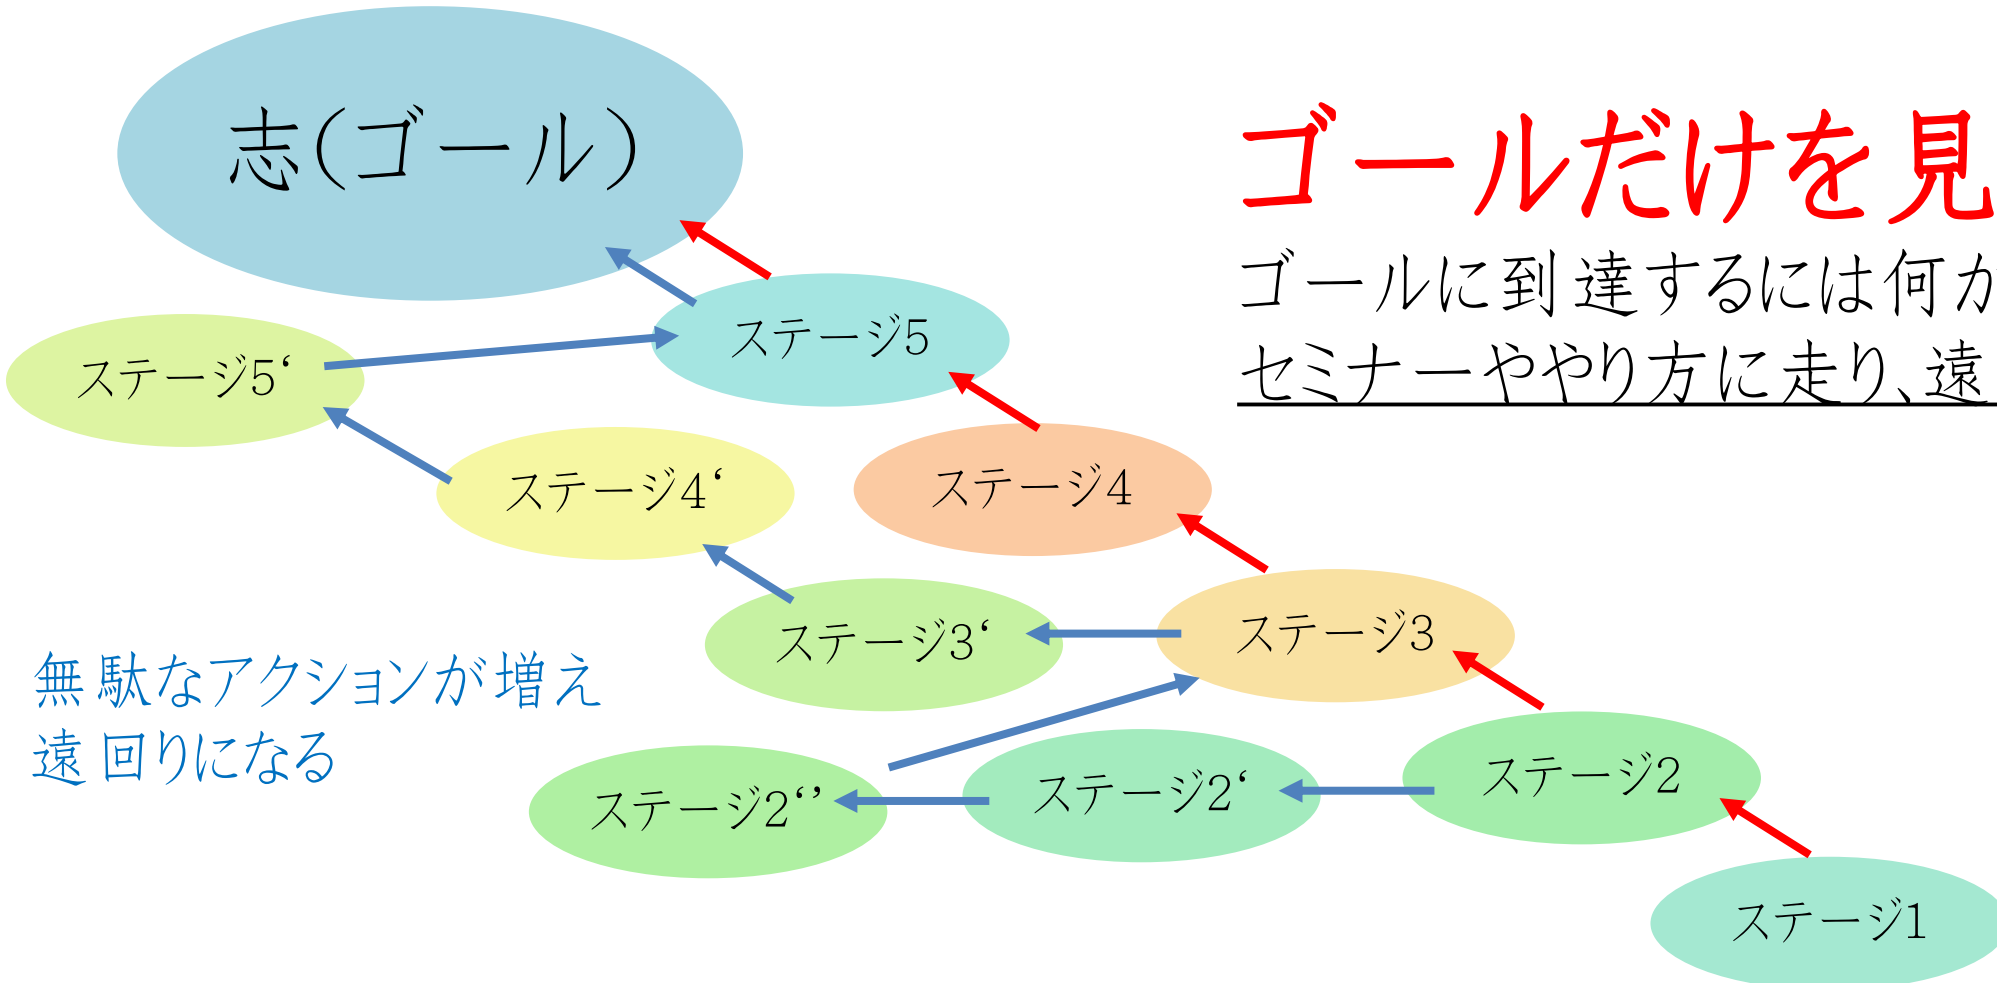 志(ゴール)
ゴールだけを見
ゴールに到達するには何か
セミナーややり方に走り、遠
ステージ5
ステージ5‘
ステージ4‘
ステージ4
ステージ3‘
ステージ3
無駄なアクションが増え
遠回りになる
ステージ2‘’
ステージ2‘
ステージ2
ステージ1